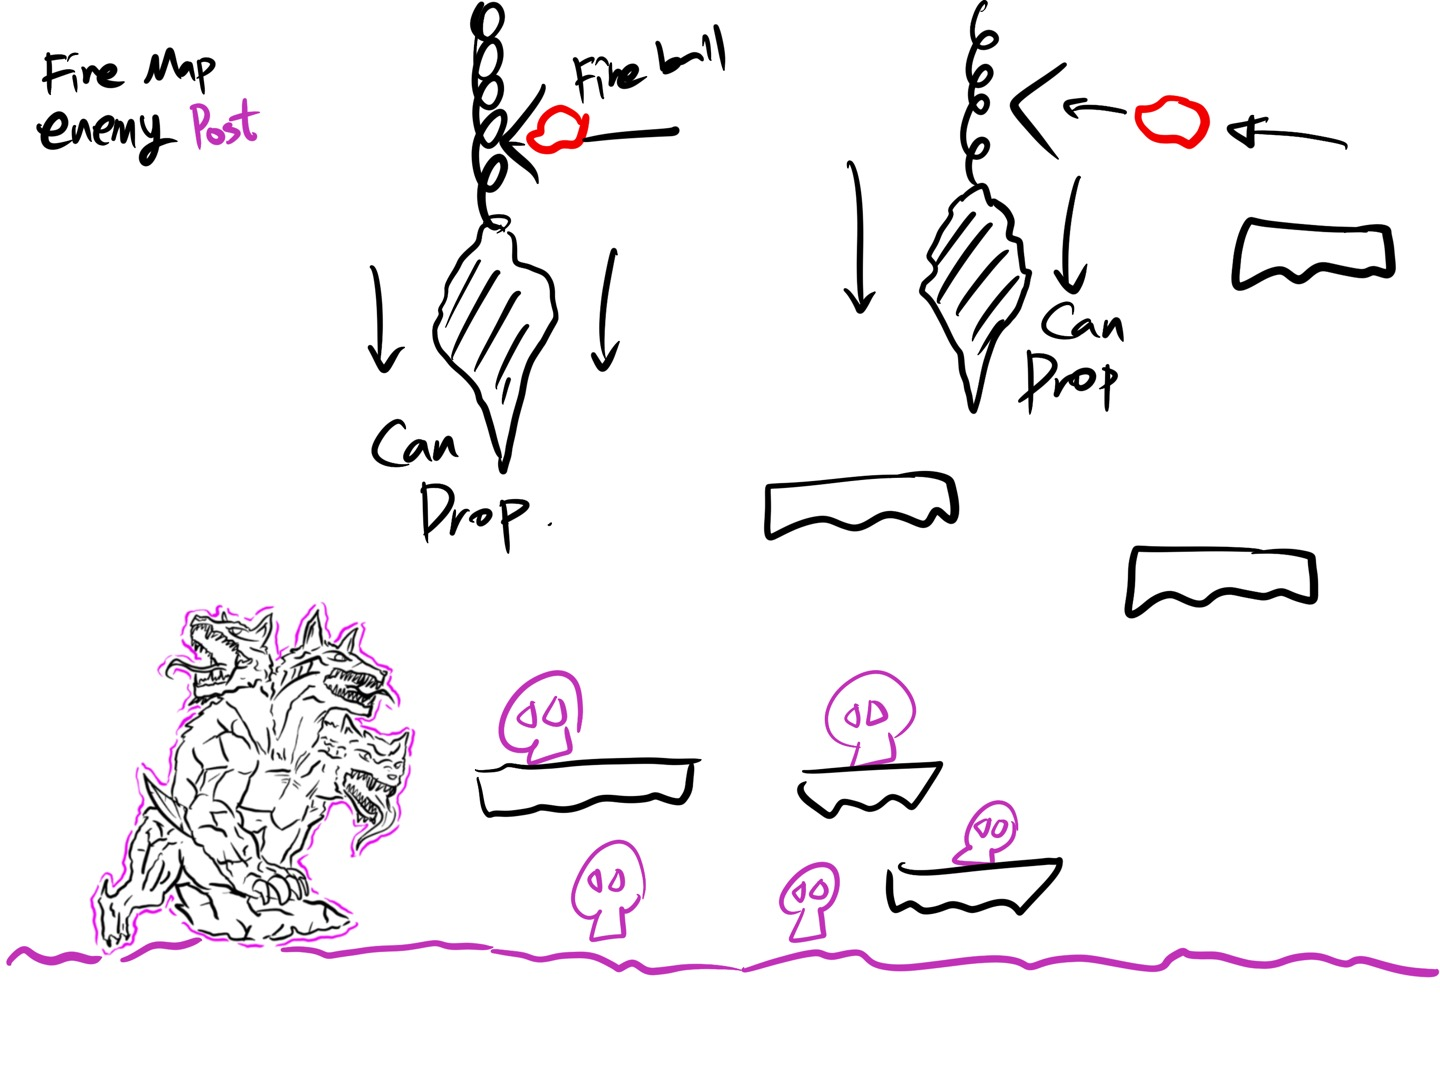 Fire Map
enemy Post
Fire ball
Can
Drop.
Can
Drop